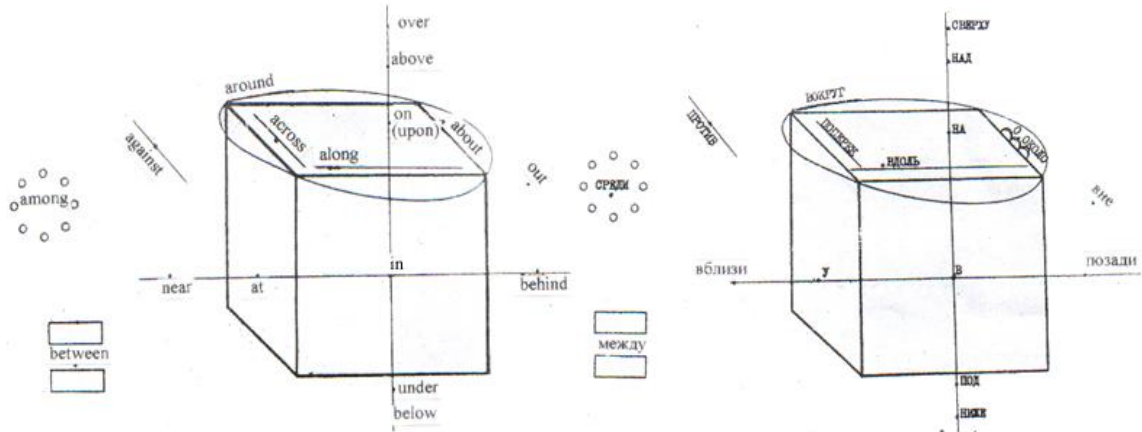 over
above
around
on
(upon)
about
across
along
against
out
among
in
near
at
behind
between
under
below
СВЕРХУ
НАД
ВОКРУГ
НА
О, ОКОЛО
ПОПЕРЕК
ВДОЛЬ
ПРОТИВ
СРЕДИ
вне
вблизи
У
В
позади
между
ПОД
НИЖЕ